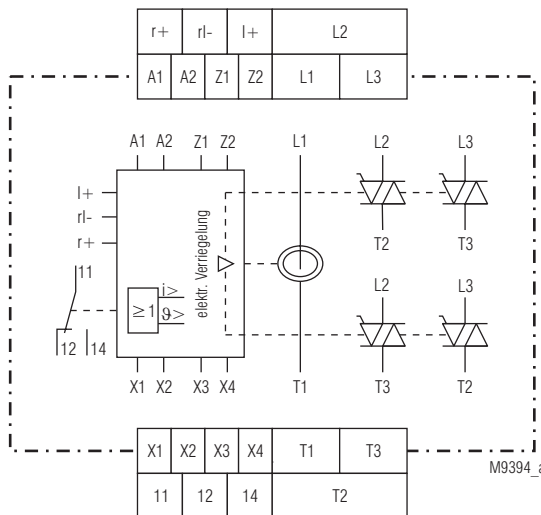 r+ rl- I+ L2
A1 A2 Z1 Z2 L1 L3
A1 A2 Z1 Z2 L1 L2 L3
I+
rl-
r+
elektr. Verriegelung
T2 T3
11
i>
≥1
ϑ>
L2 L3
12 14
X1 X2 X3 X4 T1 T3 T2
X1 X2 X3 X4 T1 T3
M9394_a
11 12 14 T2